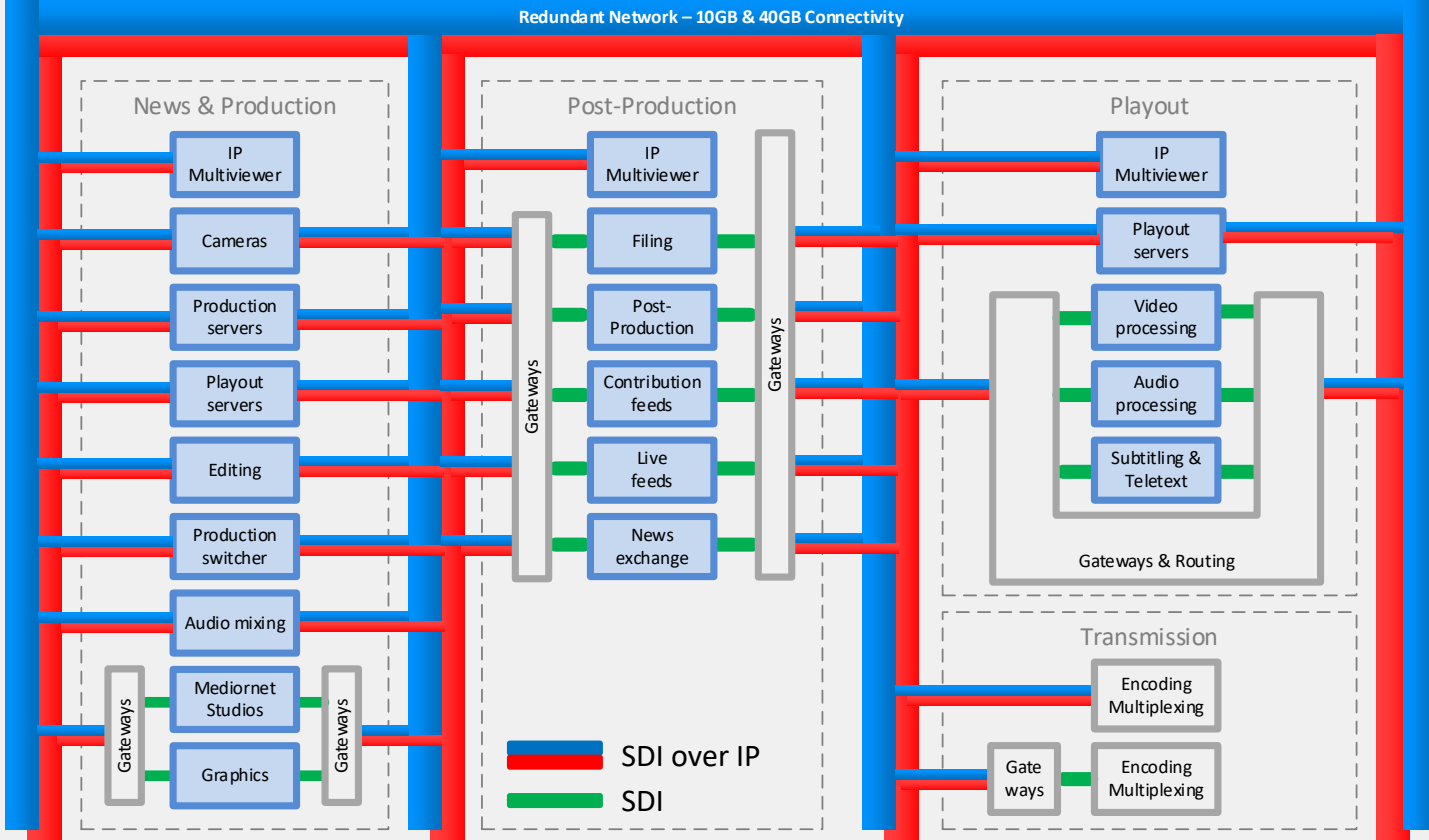 Redundant Network – 10GB & 40GB Connectivity
News & Production
IP
Multiviewer
Cameras
Production
servers
Playout
servers
Editing
Production
switcher
Audio mixing
Gateways
Mediornet
Studios
Graphics
Gateways
Post-Production
IP
Multiviewer
Gateways
Filing
Post-
Production
Contribution
feeds
Live
feeds
News
exchange
Gateways
SDI over IP
SDI
Playout
IP
Multiviewer
Playout
servers
Video
processing
Audio
processing
Subtitling &
Teletext
Gateways & Routing
Transmission
Encoding
Multiplexing
Gate
ways
Encoding
Multiplexing